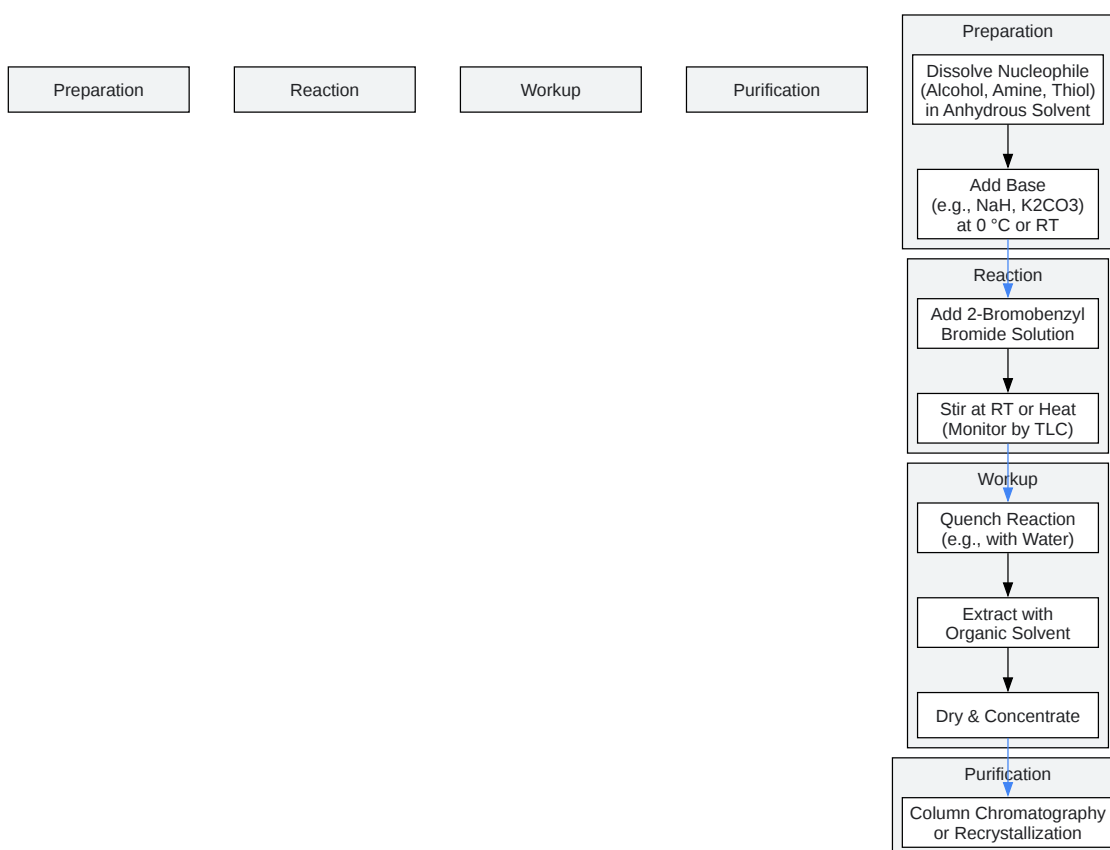 Preparation
Reaction
Workup
Purification
Preparation
Dissolve Nucleophile
(Alcohol, Amine, Thiol)
in Anhydrous Solvent
Add Base
(e.g., NaH, K2CO3)
at 0 °C or RT
Reaction
Add 2-Bromobenzyl
Bromide Solution
Stir at RT or Heat
(Monitor by TLC)
Workup
Quench Reaction
(e.g., with Water)
Extract with
Organic Solvent
Dry & Concentrate
Purification
Column Chromatography
or Recrystallization